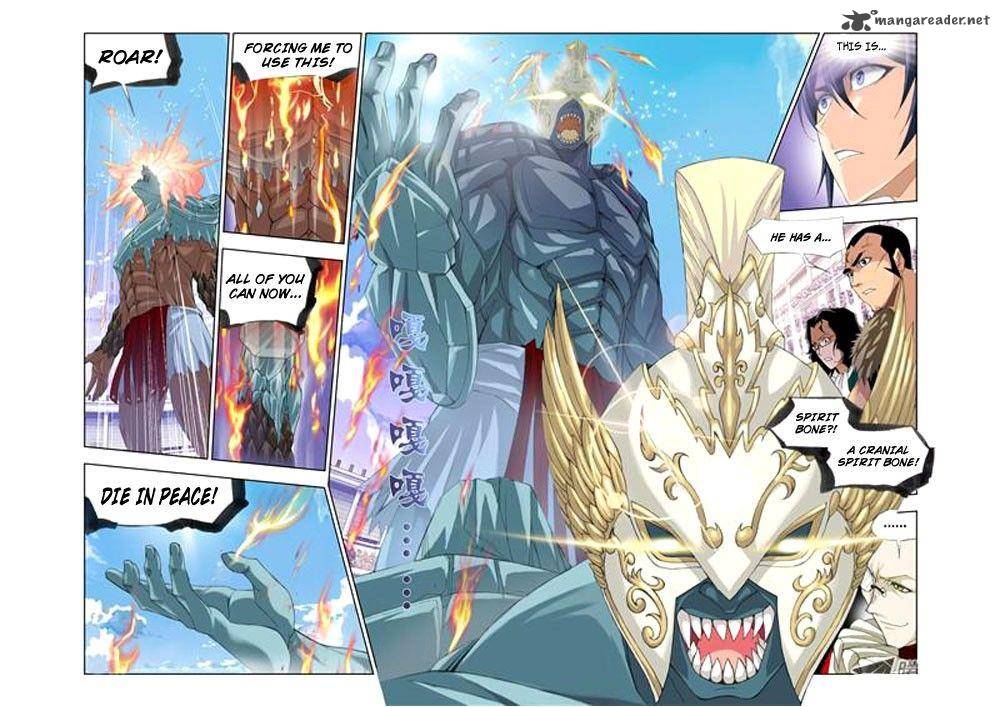 mangareader.net
ROAR!
FORCING ME TO
USE THIS!
ALL OF YOU
CAN NOW...
DIE IN PEACE!
嘎
嘎
嘎
嘎
......
THIS IS...
HE HAS A...
SPIRIT
BONE?!
A CRANIAL
SPIRIT BONE!
......